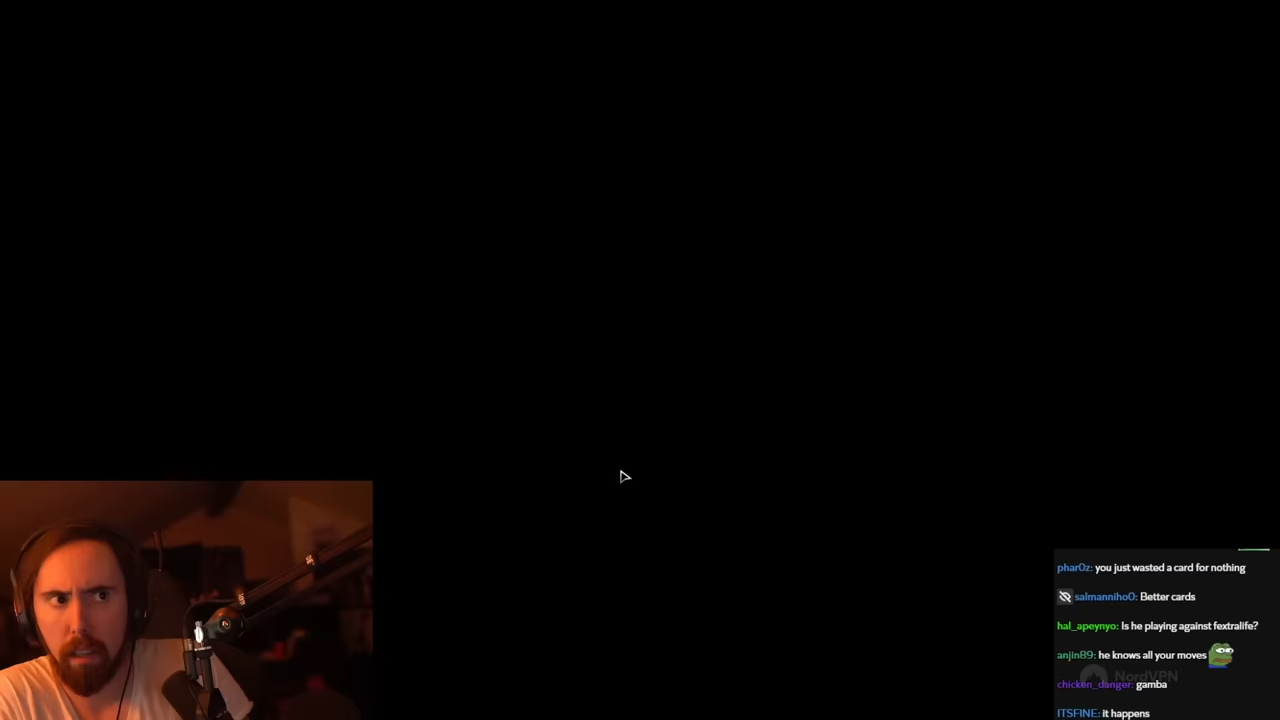 phar0z: you just wasted a card for nothing
salmanniho0: Better cards
hal_apeynyo: Is he playing against fextralife?
anjin89: he knows all your moves
NordVPN
chicken_danger: gamba
ITSFINE: it happens